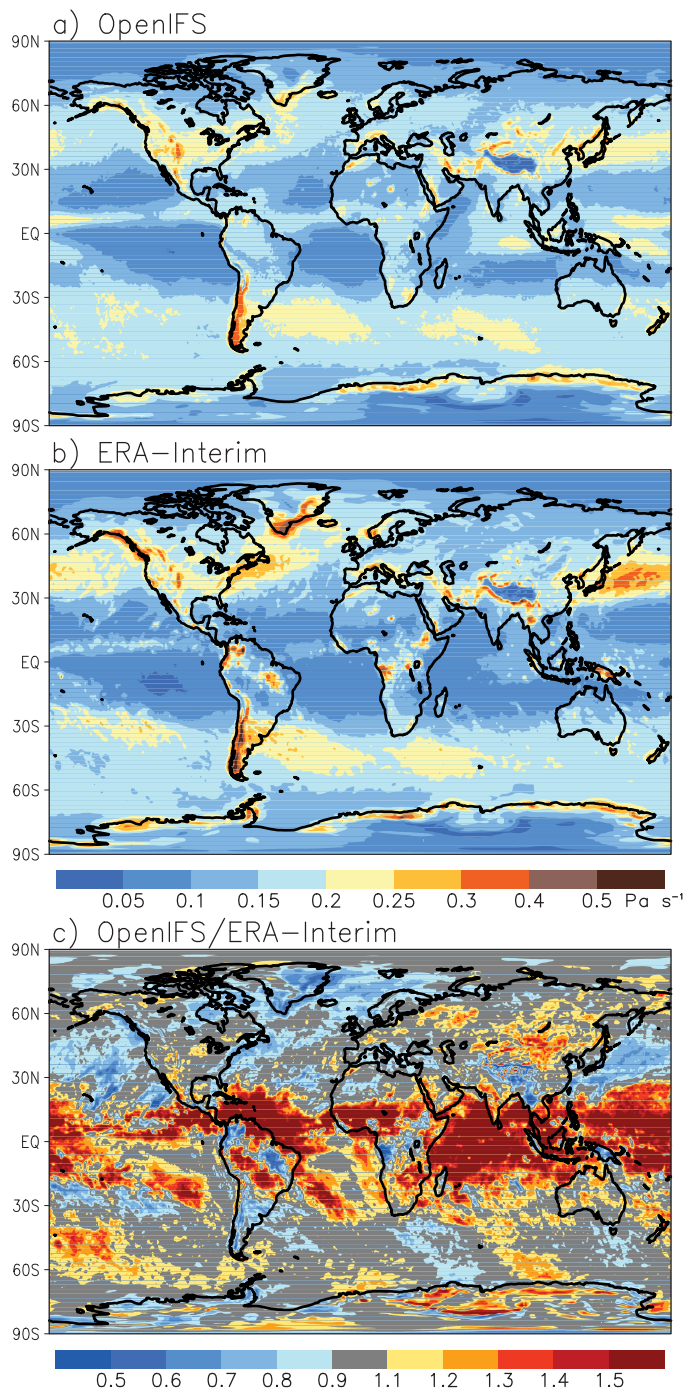 a) OpenIFS
90N
60N
30N
EQ
30S
60S
90S
b) ERA-Interim
90N
60N
30N
EQ
30S
60S
90S
0.05 0.1 0.15 0.2 0.25 0.3 0.4 0.5 Pa s⁻¹
c) OpenIFS/ERA-Interim
90N
60N
30N
EQ
30S
60S
90S
0.5 0.6 0.7 0.8 0.9 1.1 1.2 1.3 1.4 1.5